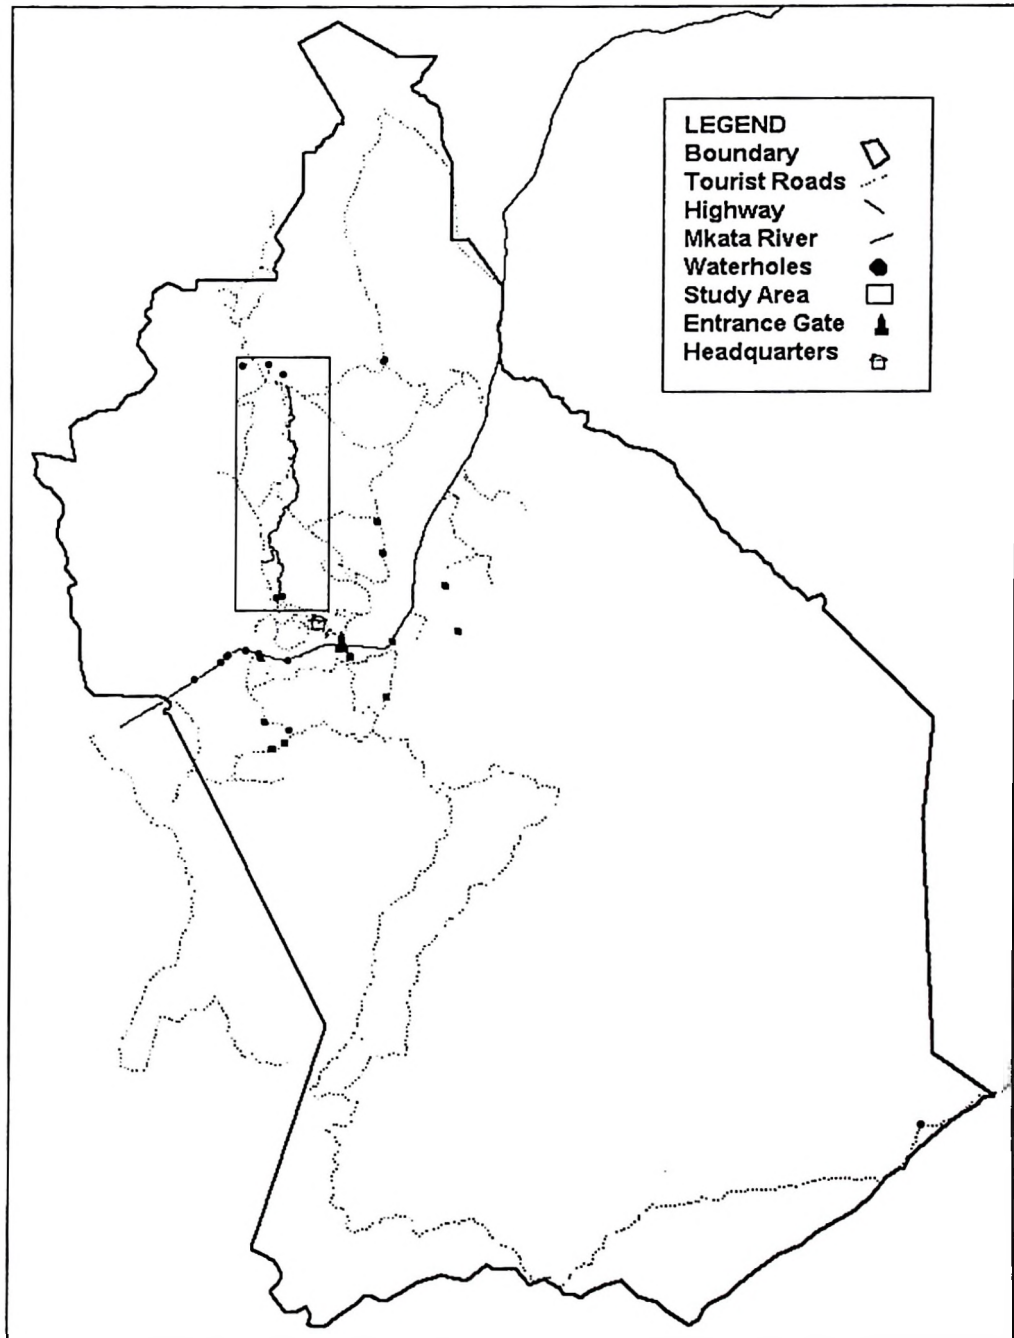 LEGEND
Boundary
Tourist Roads
Highway
Mkata River
Waterholes
Study Area
Entrance Gate
Headquarters